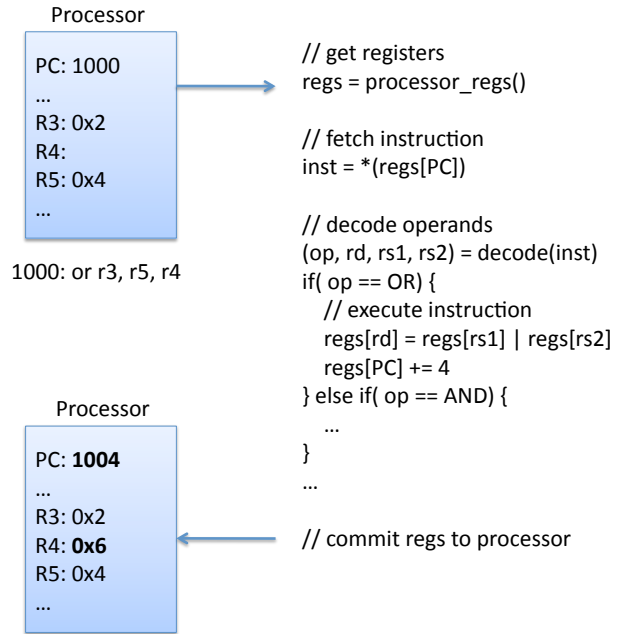 Processor
PC: 1000
...
R3: 0x2
R4:
R5: 0x4
...
1000: or r3, r5, r4
// get registers
regs = processor_regs()
// fetch instruction
inst = *(regs[PC])
// decode operands
(op, rd, rs1, rs2) = decode(inst)
if( op == OR) {
// execute instruction
regs[rd] = regs[rs1] | regs[rs2]
regs[PC] += 4
} else if( op == AND) {
...
}
...
// commit regs to processor
Processor
PC: 1004
...
R3: 0x2
R4: 0x6
R5: 0x4
...